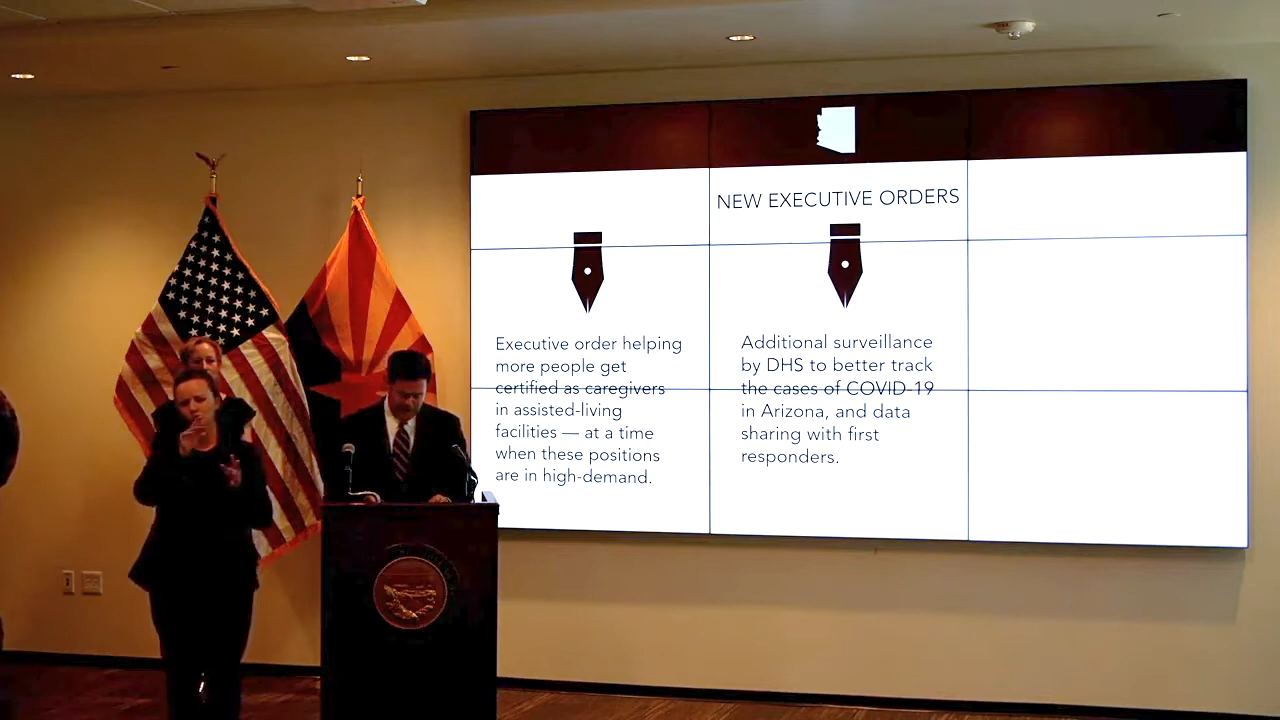 NEW EXECUTIVE ORDERS
Executive order helping
more people get
certified as caregivers
in assisted-living
facilities — at a time
when these positions
are in high-demand.
Additional surveillance
by DHS to better track
the cases of COVID-19
in Arizona, and data
sharing with first
responders.